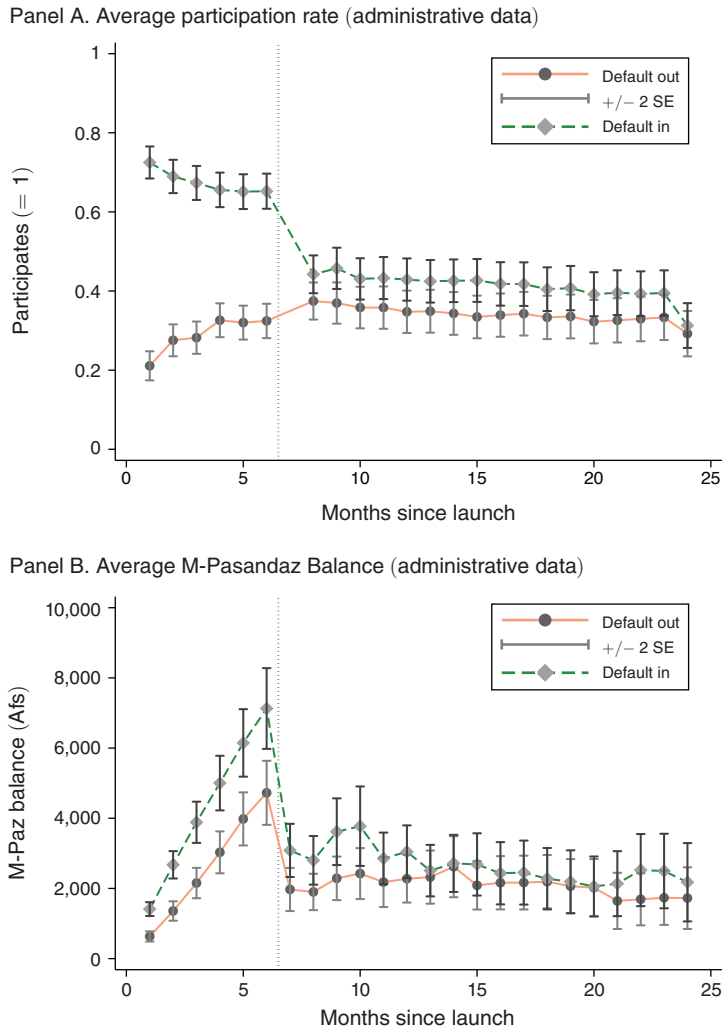 Panel A. Average participation rate (administrative data)
1
0.8
0.6
0.4
0.2
0
Participates (= 1)
Default out
+/− 2 SE
Default in
0 5 10 15 20 25
Months since launch
Panel B. Average M-Pasandaz Balance (administrative data)
10,000
8,000
6,000
4,000
2,000
0
M-Paz balance (Afs)
Default out
+/− 2 SE
Default in
0 5 10 15 20 25
Months since launch